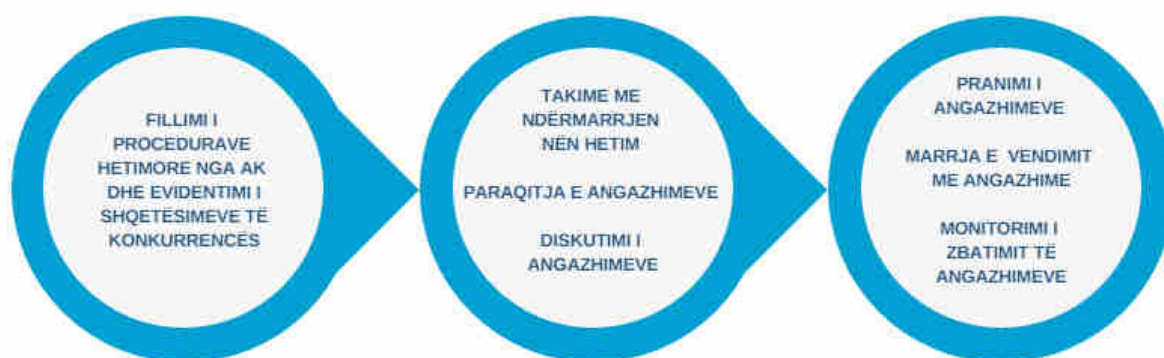 FILLIMI I
PROCEDURAVE
HETIMORE NGA AK
DHE EVIDENTIMI I
SHQETËSIMEVE TË
KONKURRENCËS
TAKIME ME
NDËRMARRJEN
NËN HETIM
PARAQITJA E ANGAZHIMEVE
DISKUTIMI I
ANGAZHIMEVE
PRANIMI I
ANGAZHIMEVE
MARRJA E VENDIMIT
ME ANGAZHIME
MONITORIMI I
ZBATIMIT TË
ANGAZHIMEVE